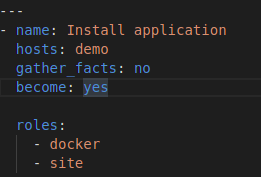 ---
- name: Install application
  hosts: demo
  gather_facts: no
  become: yes

  roles:
    - docker
    - site